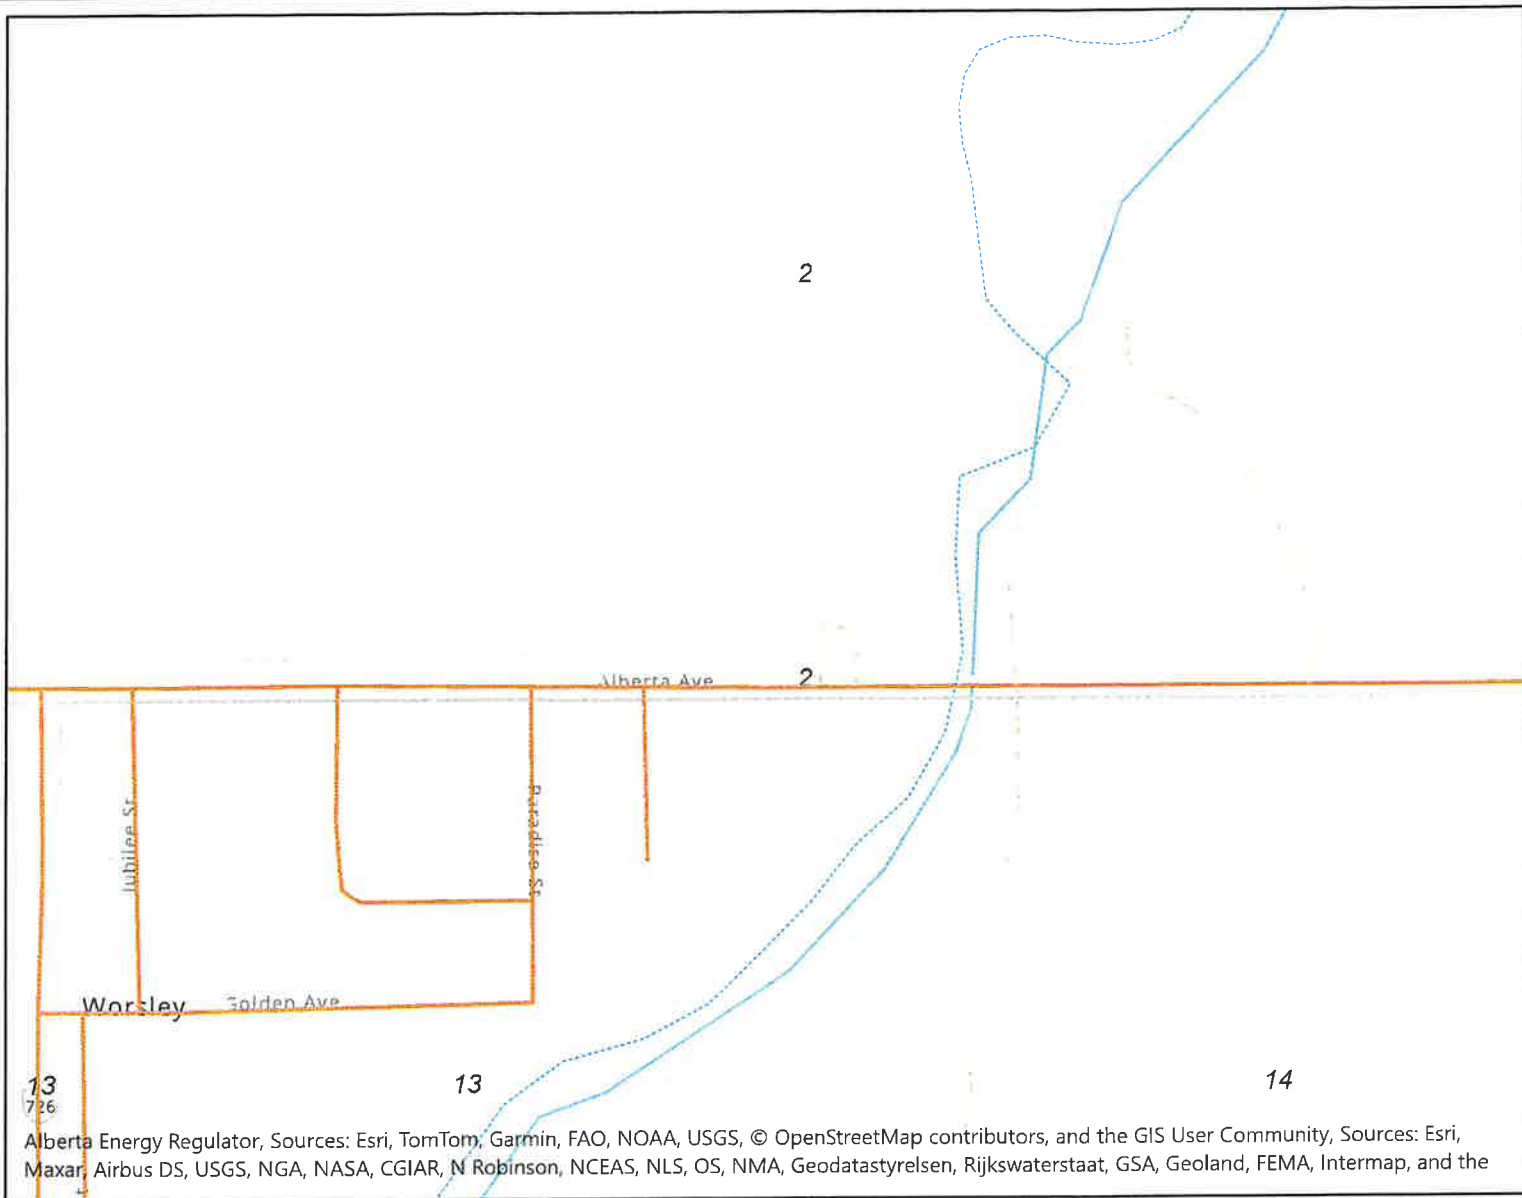 2
Alberta Ave
2
Jubilee St
Paradise St
Worsley
Golden Ave
13
13
14
726
Alberta Energy Regulator, Sources: Esri, TomTom, Garmin, FAO, NOAA, USGS, © OpenStreetMap contributors, and the GIS User Community, Sources: Esri,
Maxar, Airbus DS, USGS, NGA, NASA, CGIAR, N Robinson, NCEAS, NLS, OS, NMA, Geodatastyrelsen, Rijkswaterstaat, GSA, Geoland, FEMA, Intermap, and the